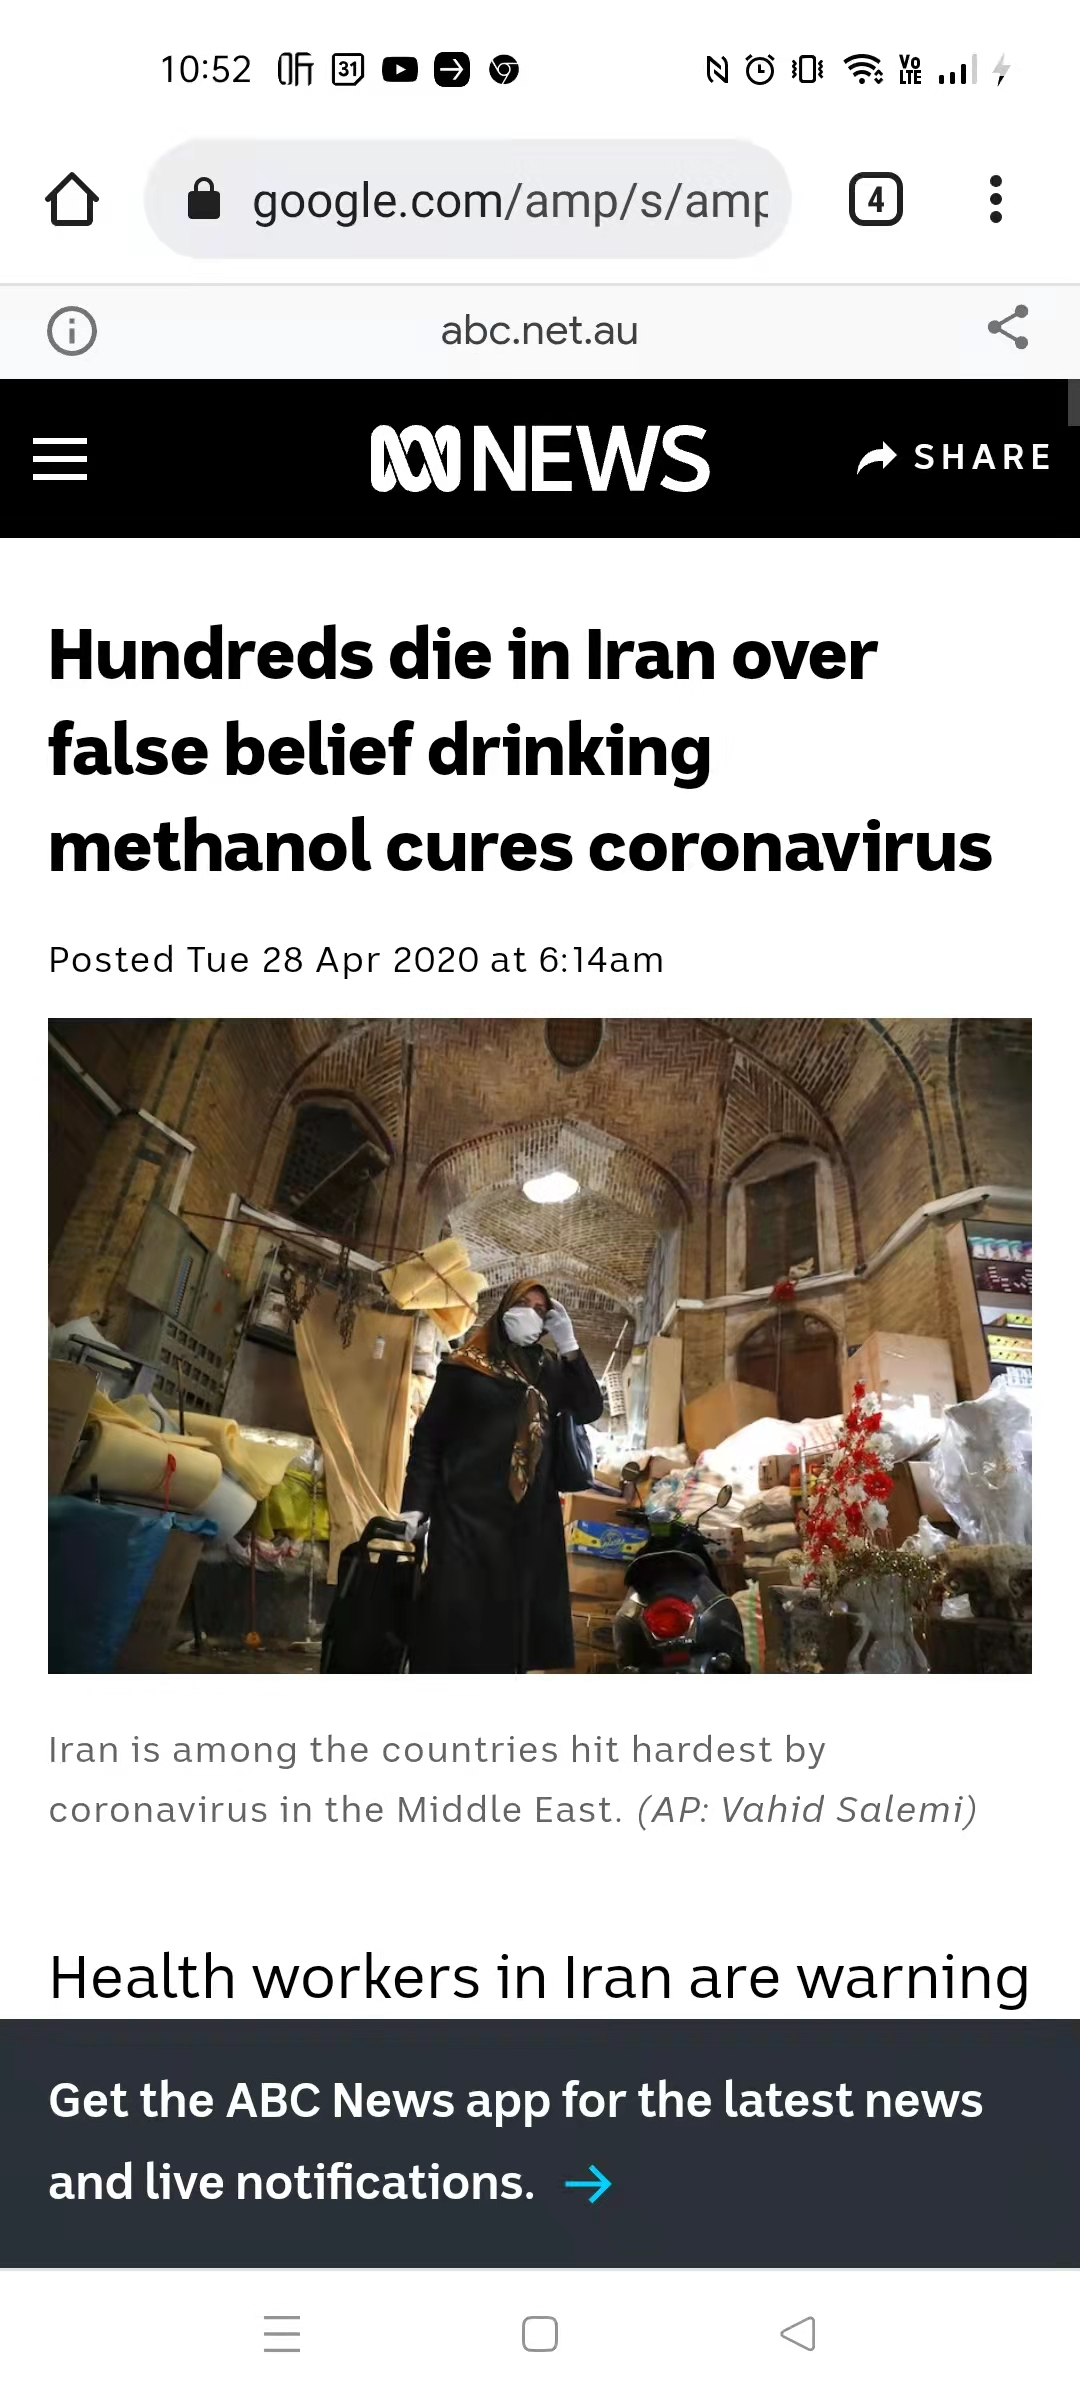 10:52
31
Vo
LTE
google.com/amp/s/amp
4
abc.net.au
NEWS
SHARE
Hundreds die in Iran over
false belief drinking
methanol cures coronavirus
Posted Tue 28 Apr 2020 at 6:14am
Iran is among the countries hit hardest by
coronavirus in the Middle East. (AP: Vahid Salemi)
Health workers in Iran are warning
Get the ABC News app for the latest news
and live notifications.